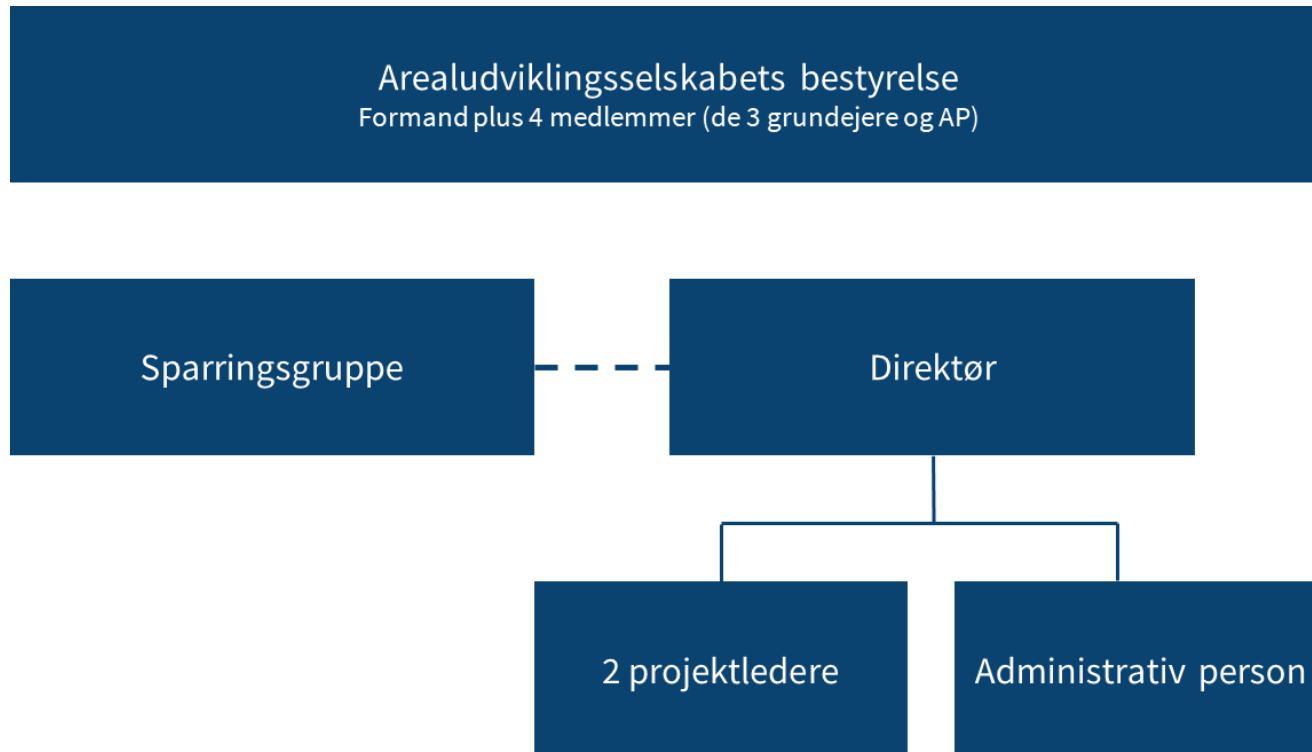 Arealudviklingsselskabets bestyrelse
Formand plus 4 medlemmer (de 3 grundejere og AP)
Sparringsgruppe
Direktør
2 projektledere
Administrativ person